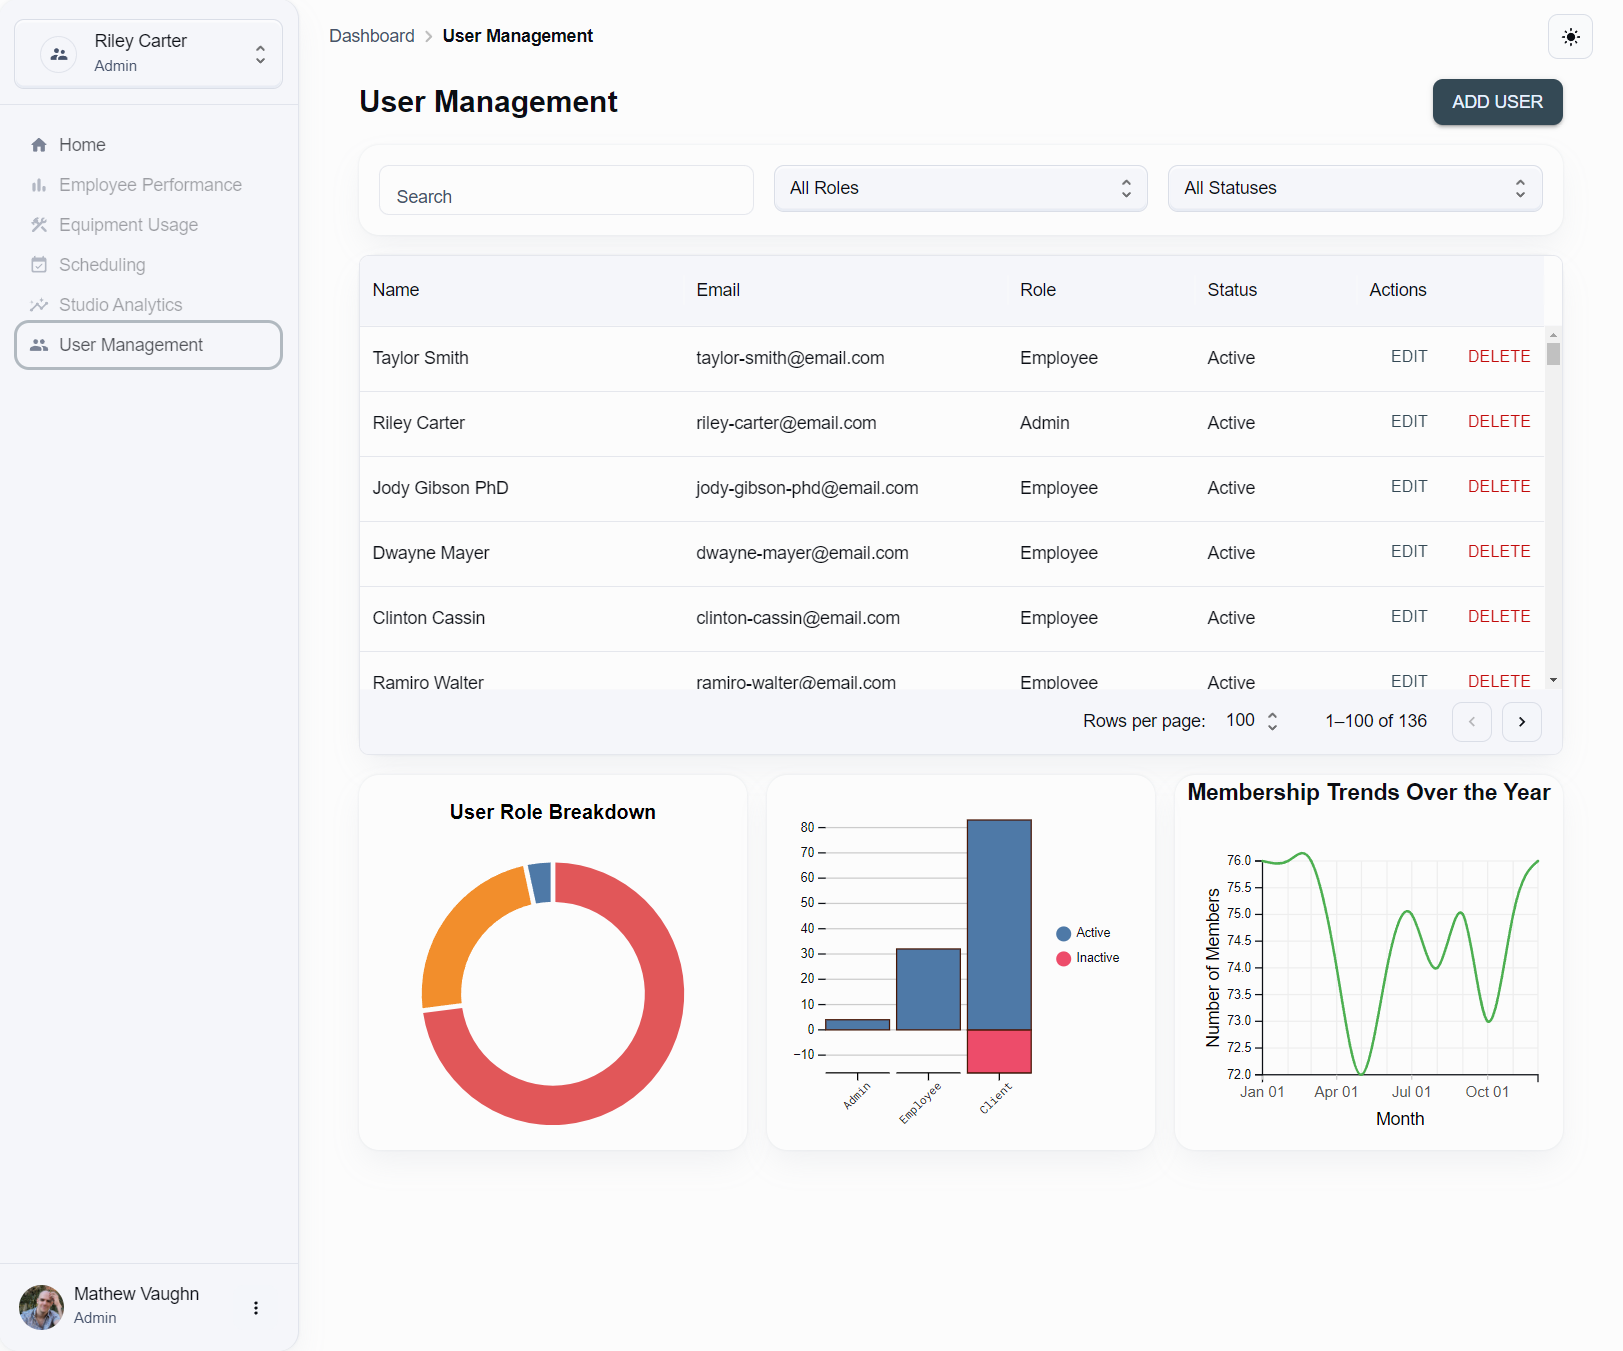 Riley Carter
Admin
Home
Employee Performance
Equipment Usage
Scheduling
Studio Analytics
User Management
Mathew Vaughn
Admin
Dashboard > User Management
User Management
ADD USER
Search
All Roles
All Statuses
Name Email Role Status Actions
Taylor Smith taylor-smith@email.com Employee Active EDIT DELETE
Riley Carter riley-carter@email.com Admin Active EDIT DELETE
Jody Gibson PhD jody-gibson-phd@email.com Employee Active EDIT DELETE
Dwayne Mayer dwayne-mayer@email.com Employee Active EDIT DELETE
Clinton Cassin clinton-cassin@email.com Employee Active EDIT DELETE
Ramiro Walter ramiro-walter@email.com Employee Active EDIT DELETE
Rows per page: 100 1–100 of 136
User Role Breakdown
80
70
60
50
40
30
20
10
0
−10
Admin
Employee
Client
Active
Inactive
Membership Trends Over the Year
Number of Members
76.0
75.5
75.0
74.5
74.0
73.5
73.0
72.5
72.0
Jan 01 Apr 01 Jul 01 Oct 01
Month